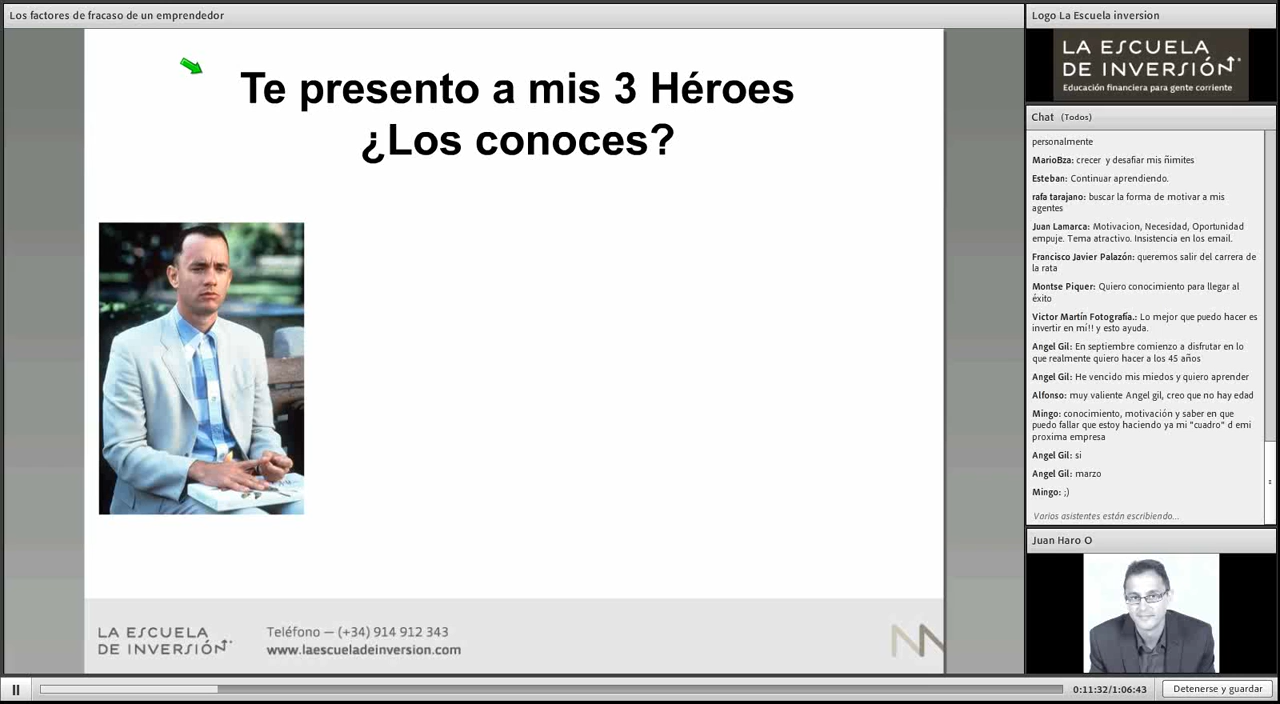 Los factores de fracaso de un emprendedor
Te presento a mis 3 Héroes
¿Los conoces?
LA ESCUELA
DE INVERSIÓN
Teléfono — (+34) 914 912 343
www.laescueladeinversion.com
Logo La Escuela inversion
LA ESCUELA
DE INVERSIÓN
Educación financiera para gente corriente
Chat (Todos)
personalmente
MarioBza: crecer y desafiar mis ñimites
Esteban: Continuar aprendiendo.
rafa tarajano: buscar la forma de motivar a mis
agentes
Juan Lamarca: Motivacion, Necesidad, Oportunidad
empuje. Tema atractivo. Insistencia en los email.
Francisco Javier Palazón: queremos salir del carrera de
la rata
Montse Piquer: Quiero conocimiento para llegar al
éxito
Victor Martín Fotografía.: Lo mejor que puedo hacer es
invertir en mí!! y esto ayuda.
Angel Gil: En septiembre comienzo a disfrutar en lo
que realmente quiero hacer a los 45 años
Angel Gil: He vencido mis miedos y quiero aprender
Alfonso: muy valiente Angel gil, creo que no hay edad
Mingo: conocimiento, motivación y saber en que
puedo fallar que estoy haciendo ya mi "cuadro" d emi
proxima empresa
Angel Gil: si
Angel Gil: marzo
Mingo: ;)
Varios asistentes están escribiendo...
Juan Haro O
0:11:32/1:06:43
Detenerse y guardar